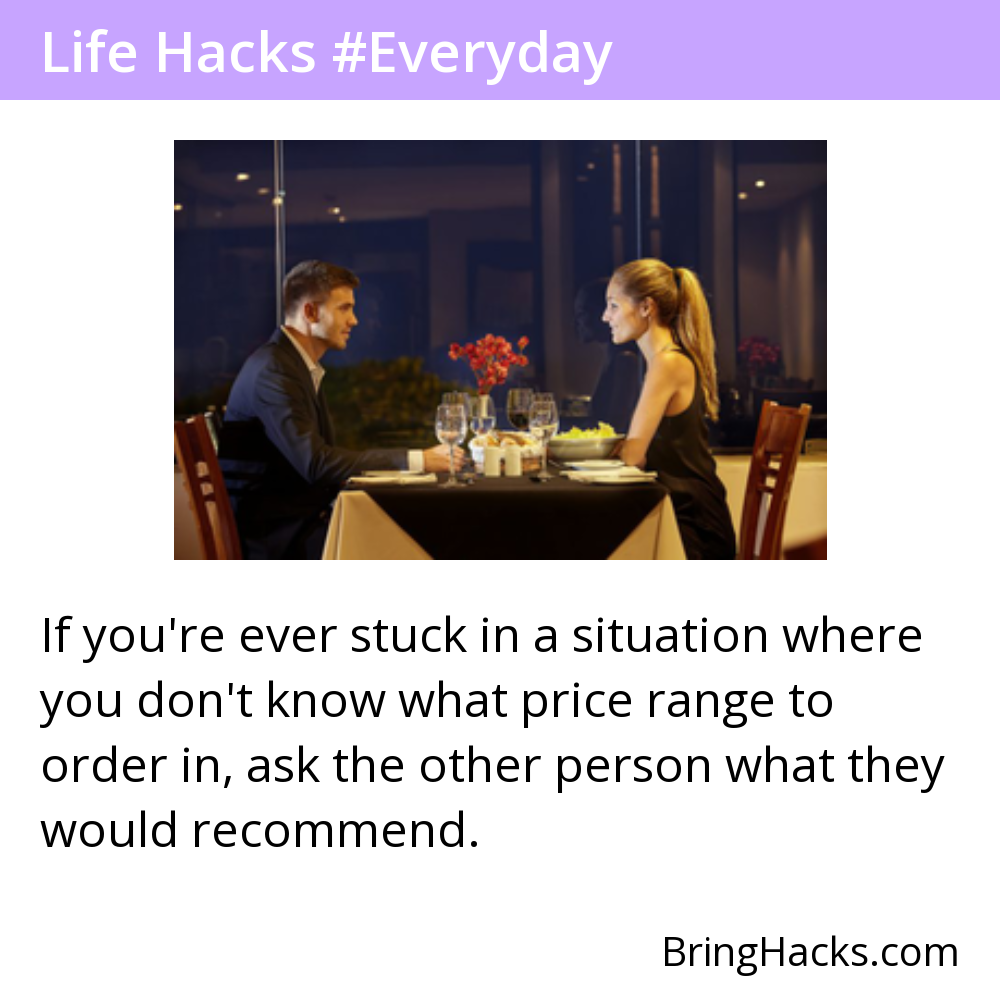 Life Hacks #Everyday
If you're ever stuck in a situation where
you don't know what price range to
order in, ask the other person what they
would recommend.
BringHacks.com